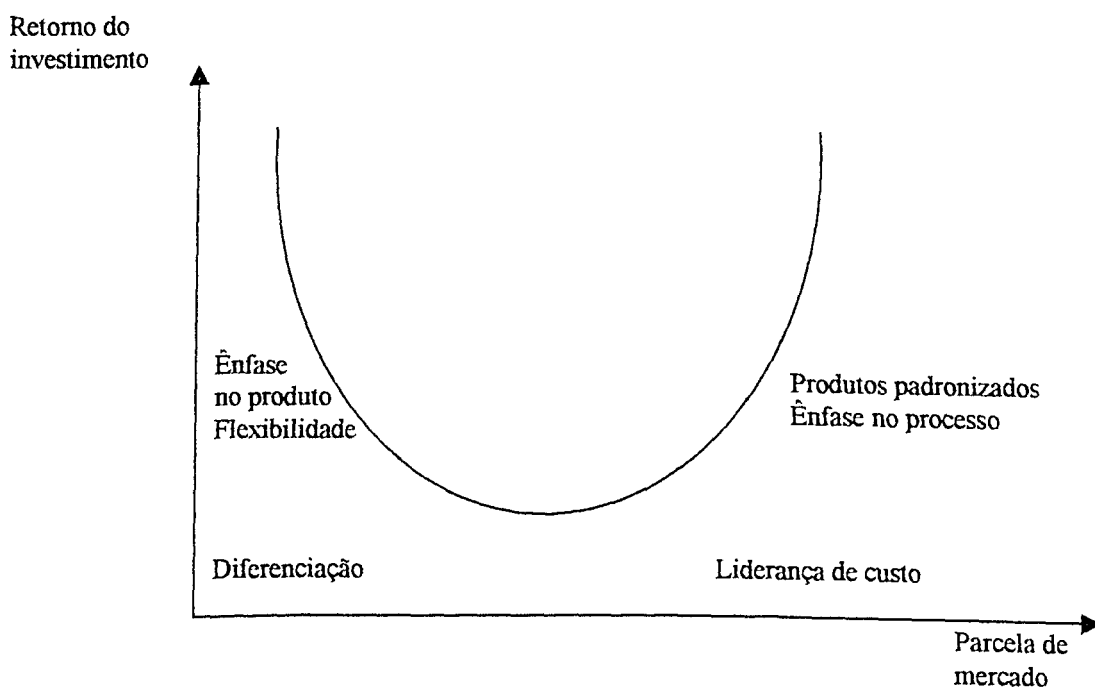 Retorno do
investimento
Ênfase
no produto
Flexibilidade
Produtos padronizados
Ênfase no processo
Diferenciação
Liderança de custo
Parcela de
mercado